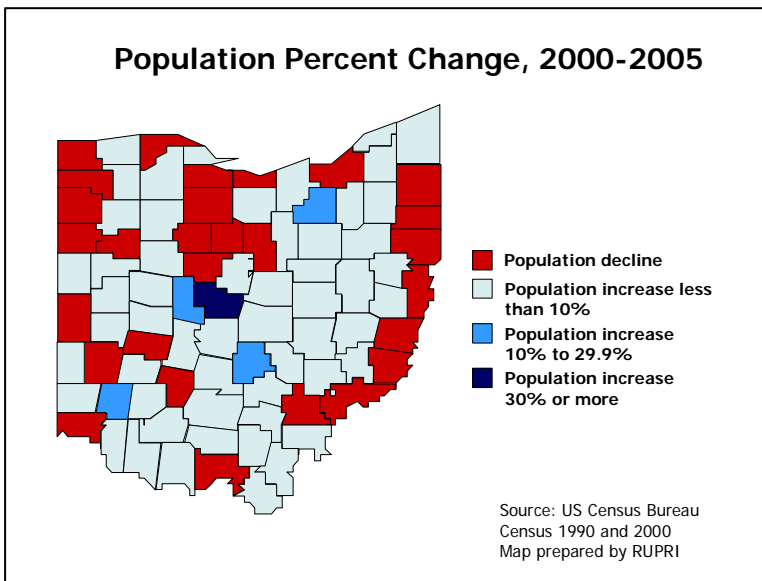 Population Percent Change, 2000-2005
Population decline
Population increase less
than 10%
Population increase
10% to 29.9%
Population increase
30% or more
Source: US Census Bureau
Census 1990 and 2000
Map prepared by RUPRI